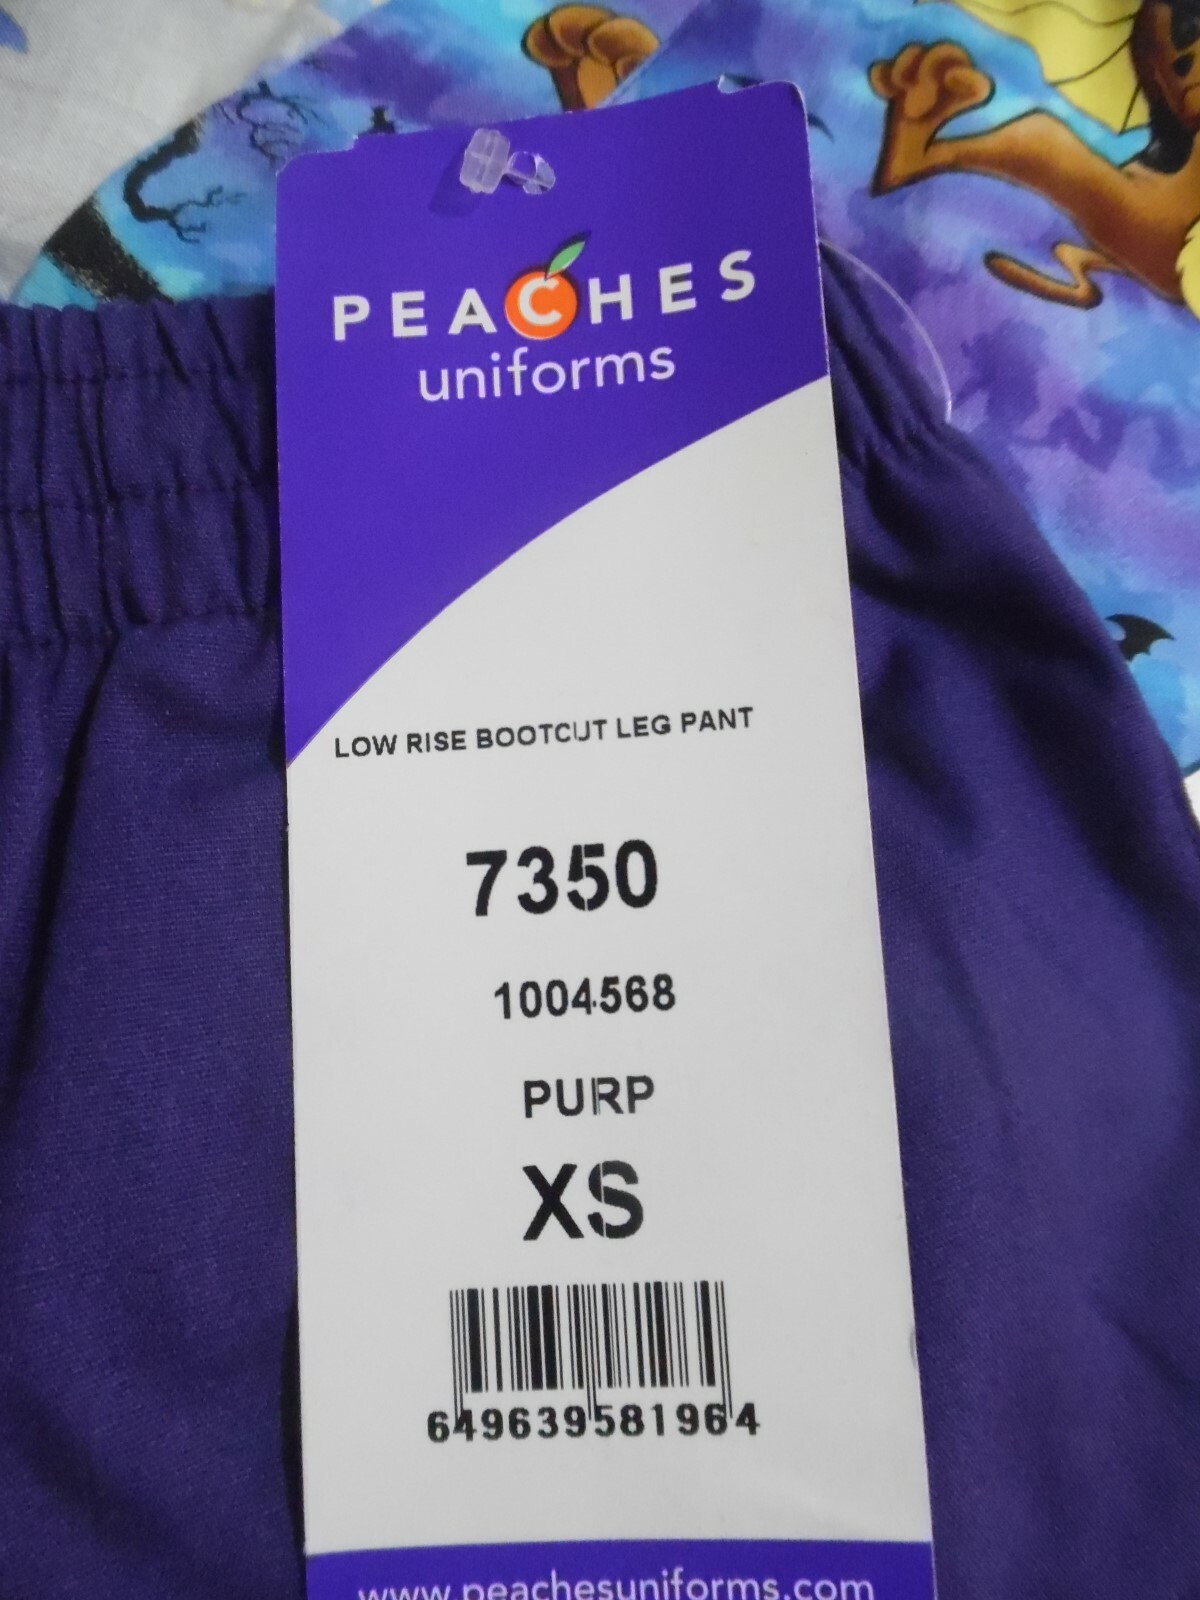 PEACHES
uniforms
LOW RISE BOOTCUT LEG PANT
7350
1004568
PURP
XS
649639581964
www.peachesuniforms.com